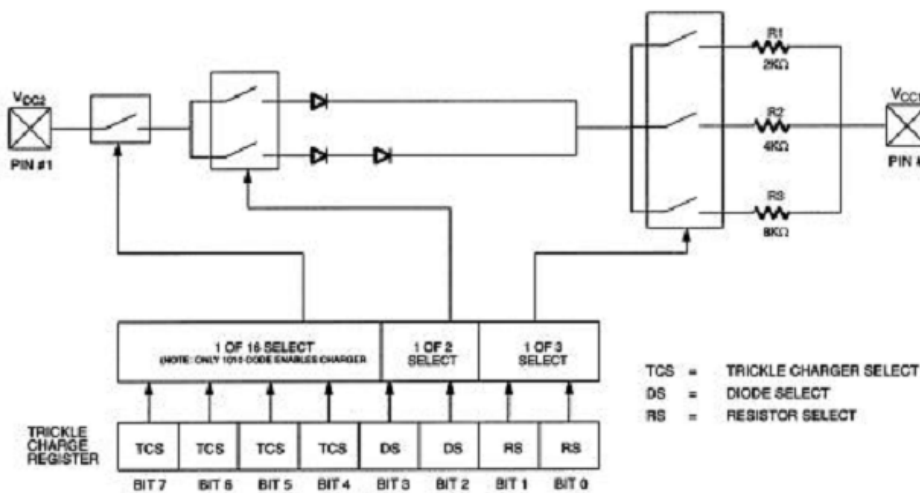 VCC2
PIN #1
R1
2KΩ
R2
4KΩ
R3
8KΩ
VCC1
PIN #
1 OF 16 SELECT
(NOTE: ONLY 1010 CODE ENABLES CHARGER
1 OF 2
SELECT
1 OF 3
SELECT
TCS = TRICKLE CHARGER SELECT
DS = DIODE SELECT
RS = RESISTOR SELECT
TRICKLE
CHARGE
REGISTER
TCS TCS TCS TCS DS DS RS RS
BIT 7 BIT 6 BIT 5 BIT 4 BIT 3 BIT 2 BIT 1 BIT 0